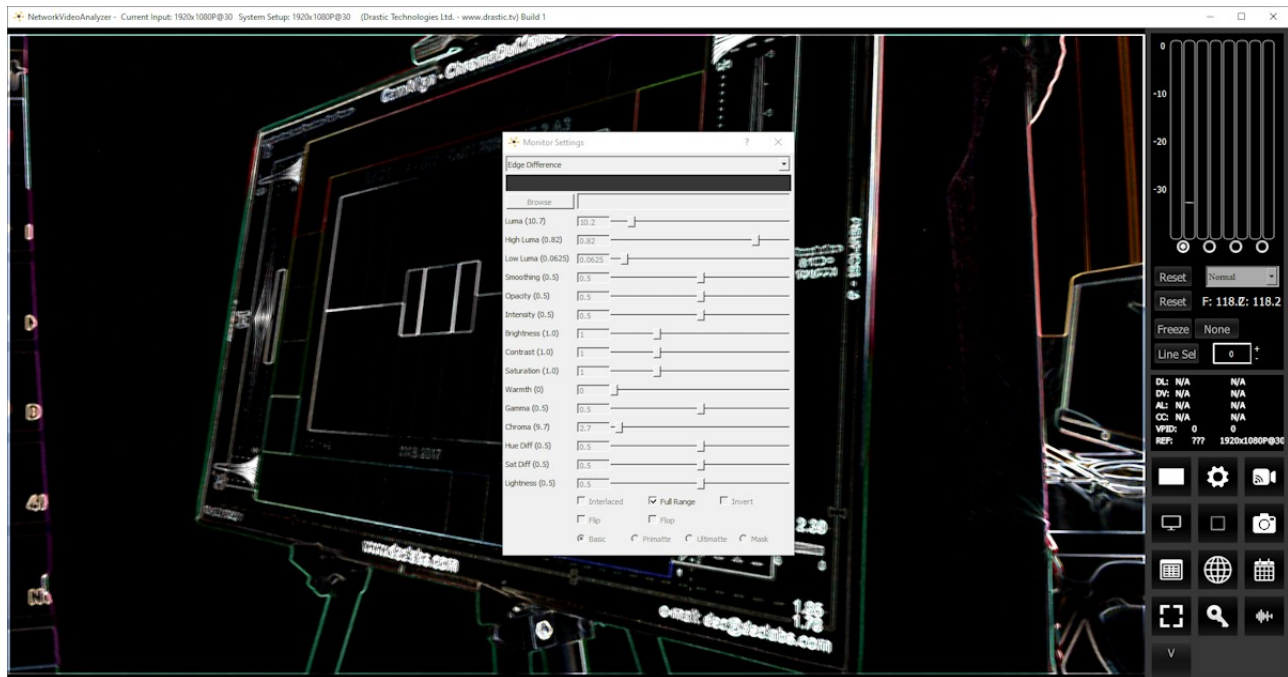 NetworkVideoAnalyzer - Current Input: 1920x1080P@30 System Setup: 1920x1080P@30 (Drastic Technologies Ltd. - www.drastic.tv) Build 1
Monitor Settings ?
Edge Difference
Browse
Luma (10.7) 10.2
High Luma (0.82) 0.82
Low Luma (0.0625) 0.0625
Smoothing (0.5) 0.5
Opacity (0.5) 0.5
Intensity (0.5) 0.5
Brightness (1.0) 1
Contrast (1.0) 1
Saturation (1.0) 1
Warmth (0) 0
Gamma (0.5) 0.5
Chroma (9.7) 2.7
Hue Diff (0.5) 0.5
Sat Diff (0.5) 0.5
Lightness (0.5) 0.5
Interlaced Full Range Invert
Flip Flop
Basic Primatte Ultimatte Mask
2.39
1.85
1.78
www.dsclabs.com
e-mail: dsc@dsclabs.com
0
-10
-20
-30
Reset Normal
Reset F: 118.2 Z: 118.2
Freeze None
Line Sel 0 + -
DL: N/A N/A
DV: N/A N/A
AL: N/A N/A
CC: N/A N/A
VPID: 0 0
REF: ??? 1920x1080P@30
V